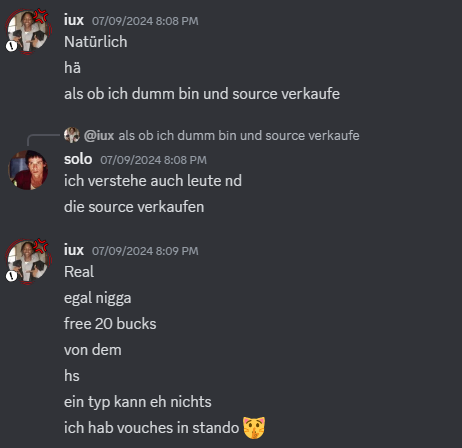 iux 07/09/2024 8:08 PM
Natürlich
hä
als ob ich dumm bin und source verkaufe
@iux als ob ich dumm bin und source verkaufe
solo 07/09/2024 8:08 PM
ich verstehe auch leute nd
die source verkaufen
iux 07/09/2024 8:09 PM
Real
egal nigga
free 20 bucks
von dem
hs
ein typ kann eh nichts
ich hab vouches in stando